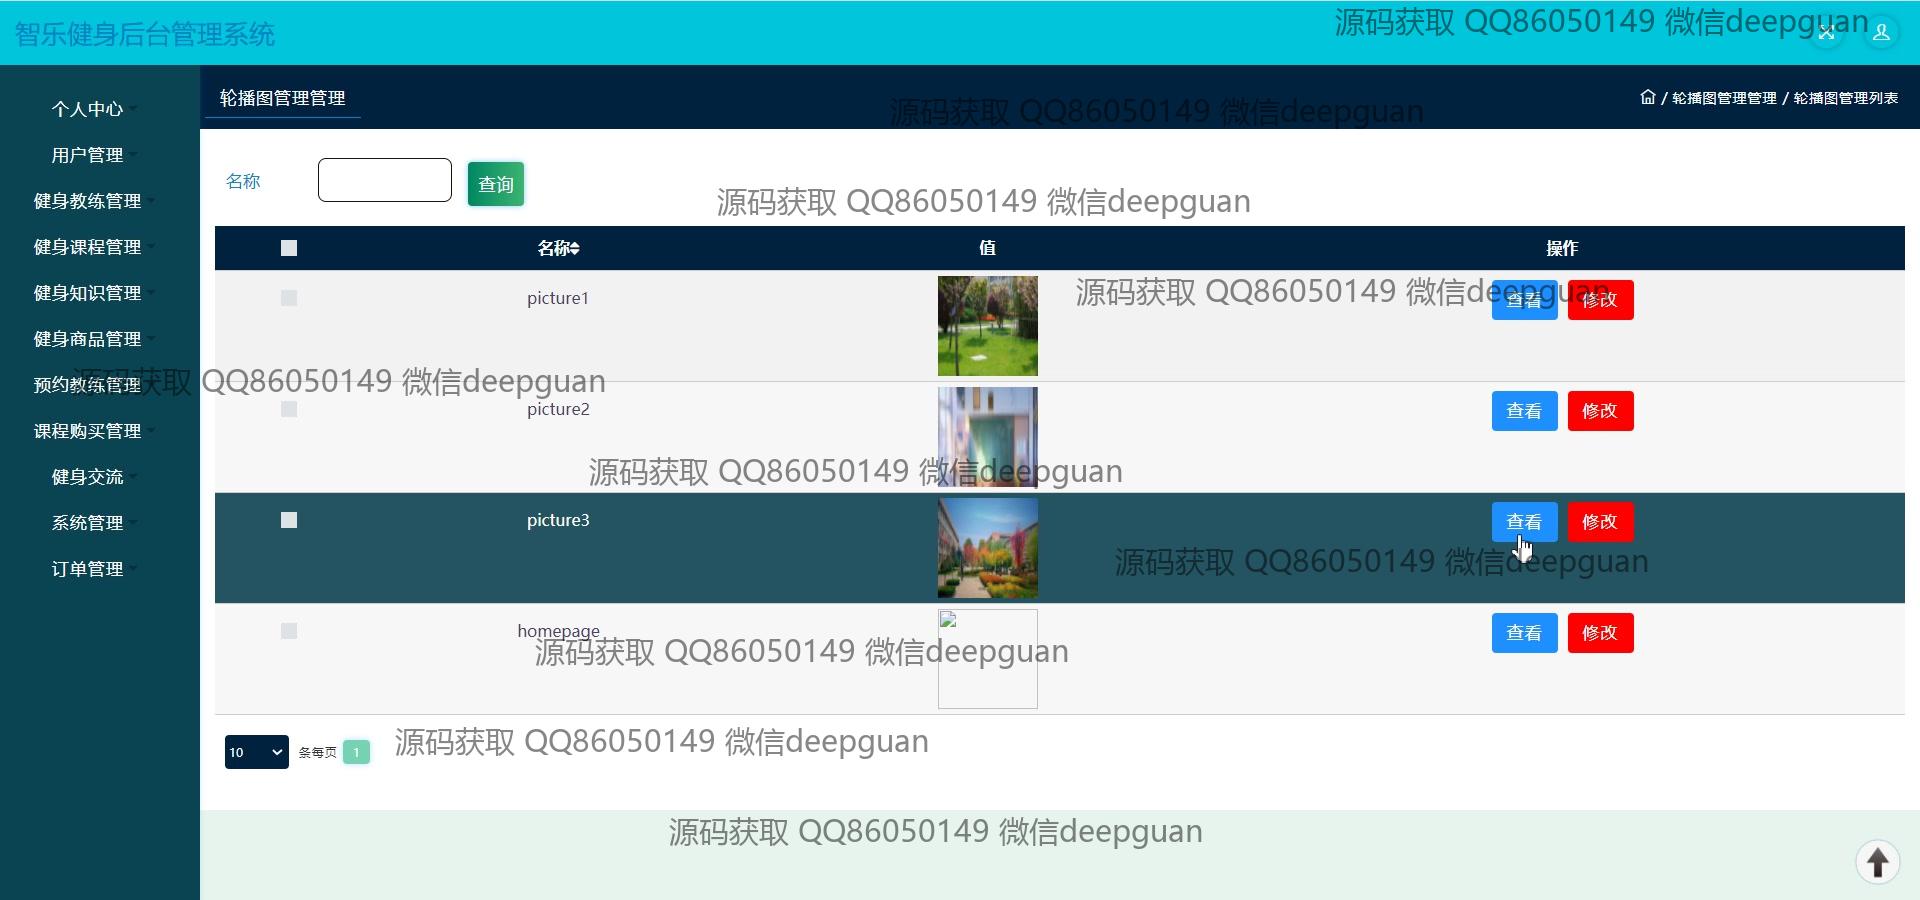 智乐健身后台管理系统
源码获取 QQ86050149 微信deepguan
个人中心
用户管理
健身教练管理
健身课程管理
健身知识管理
健身商品管理
预约教练管理
课程购买管理
健身交流
系统管理
订单管理
轮播图管理管理
/ 轮播图管理管理 / 轮播图管理列表
源码获取 QQ86050149 微信deepguan
名称 查询
源码获取 QQ86050149 微信deepguan
名称 值 操作
picture1 查看 修改
源码获取 QQ86050149 微信deepguan
源码获取 QQ86050149 微信deepguan
picture2 查看 修改
源码获取 QQ86050149 微信deepguan
picture3 查看 修改
源码获取 QQ86050149 微信deepguan
homepage 查看 修改
源码获取 QQ86050149 微信deepguan
10 条每页 1
源码获取 QQ86050149 微信deepguan
源码获取 QQ86050149 微信deepguan